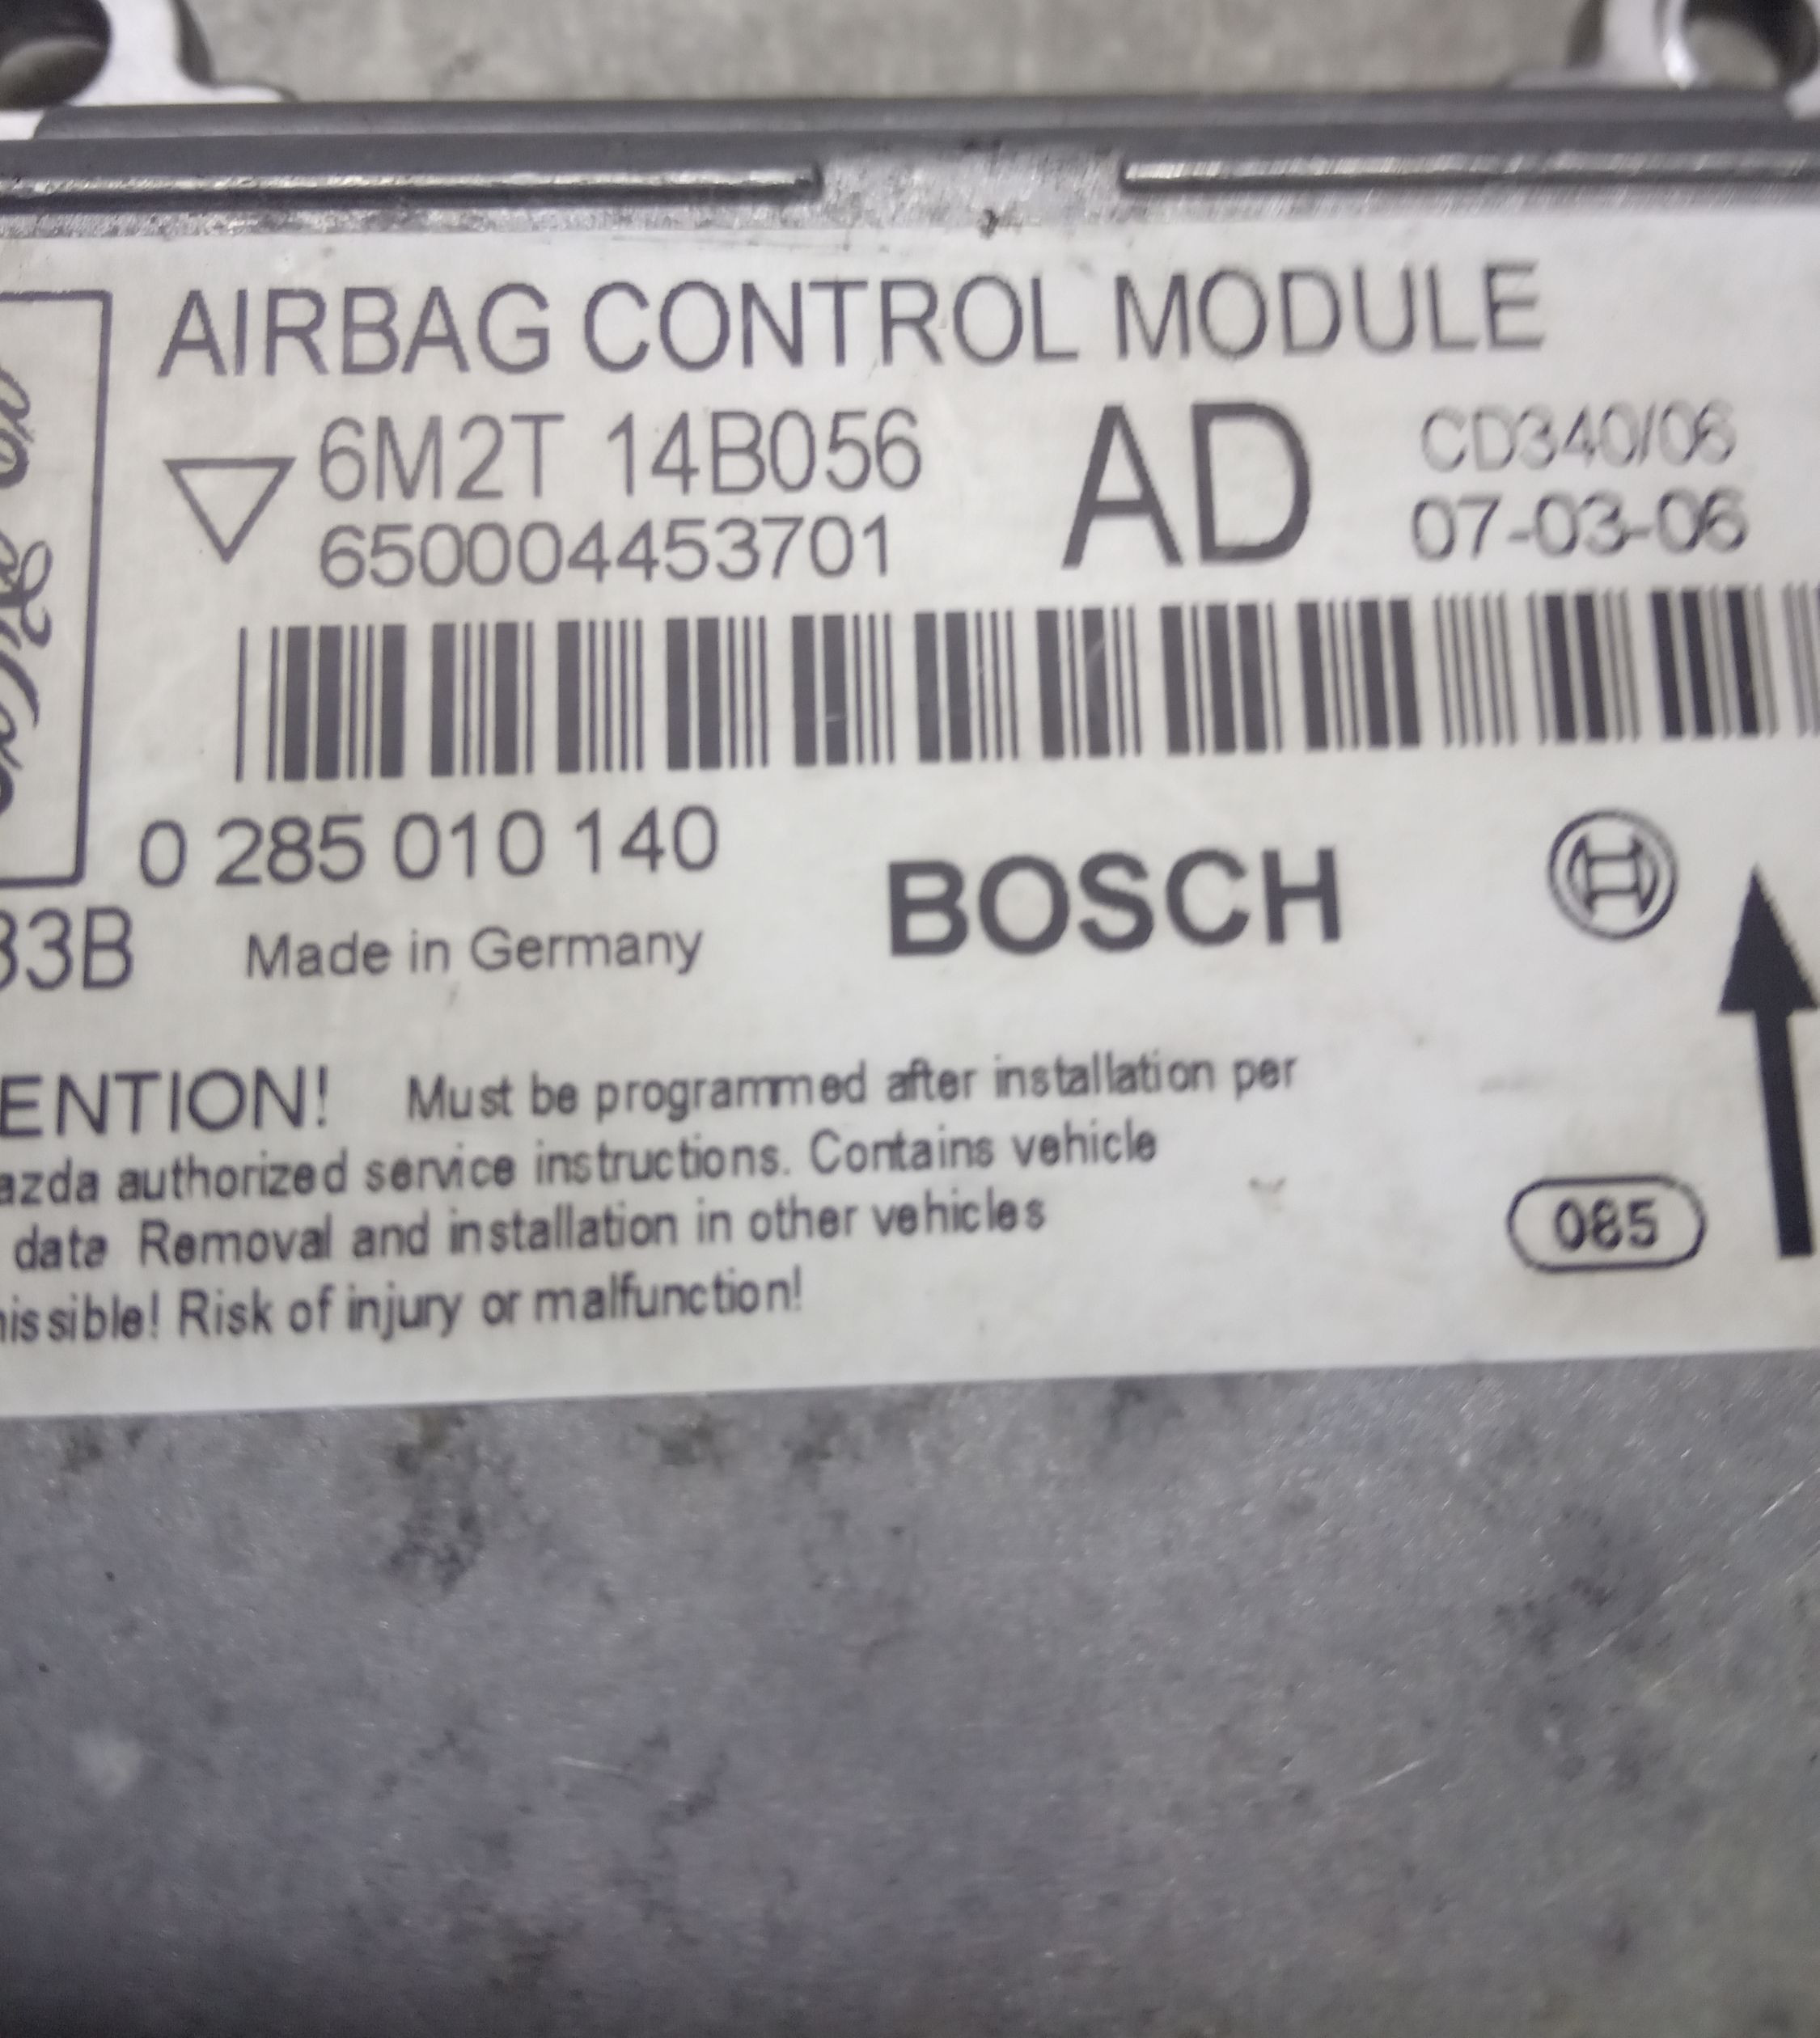 AIRBAG CONTROL MODULE
6M2T 14B056 AD CD340/06
650004453701 07-03-06
0 285 010 140
BOSCH
33B Made in Germany
ENTION! Must be programmed after installation per
azda authorized service instructions. Contains vehicle
data Removal and installation in other vehicles
issible! Risk of injury or malfunction!
085